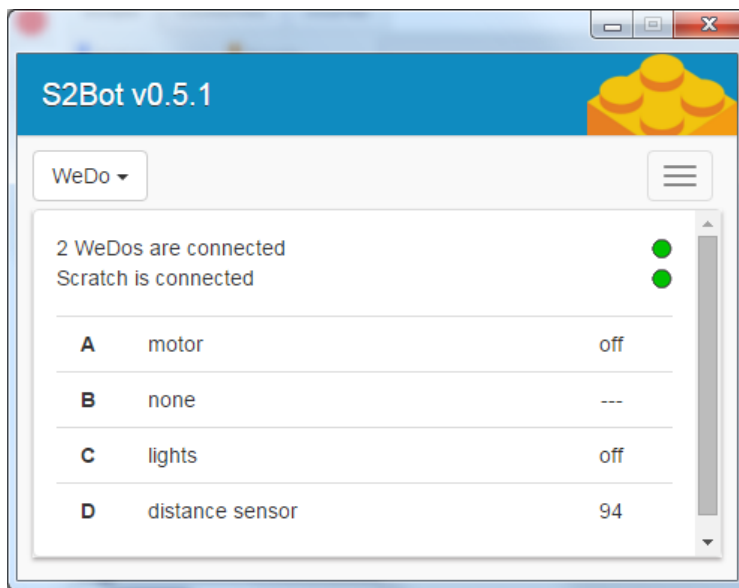 S2Bot v0.5.1
WeDo
2 WeDos are connected
Scratch is connected
A motor off
B none ---
C lights off
D distance sensor 94